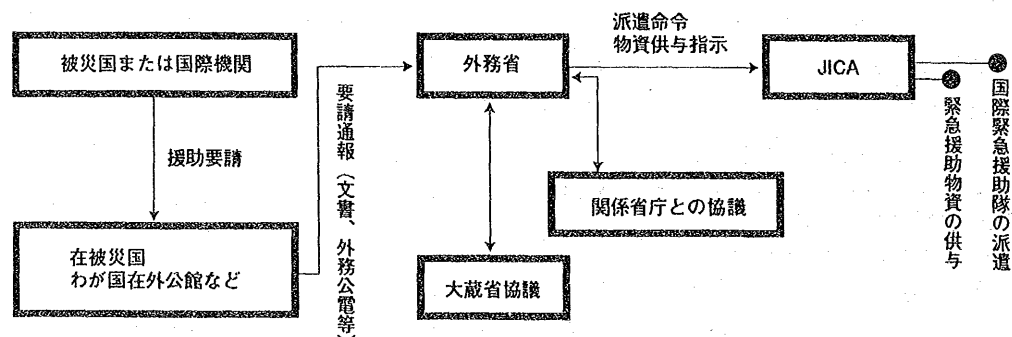 被災国または国際機関
援助要請
在被災国
わが国在外公館など
要請通報（文書、外務公電等）
外務省
大蔵省協議
関係省庁との協議
派遣命令
物資供与指示
JICA
国際緊急援助隊の派遣
緊急援助物資の供与